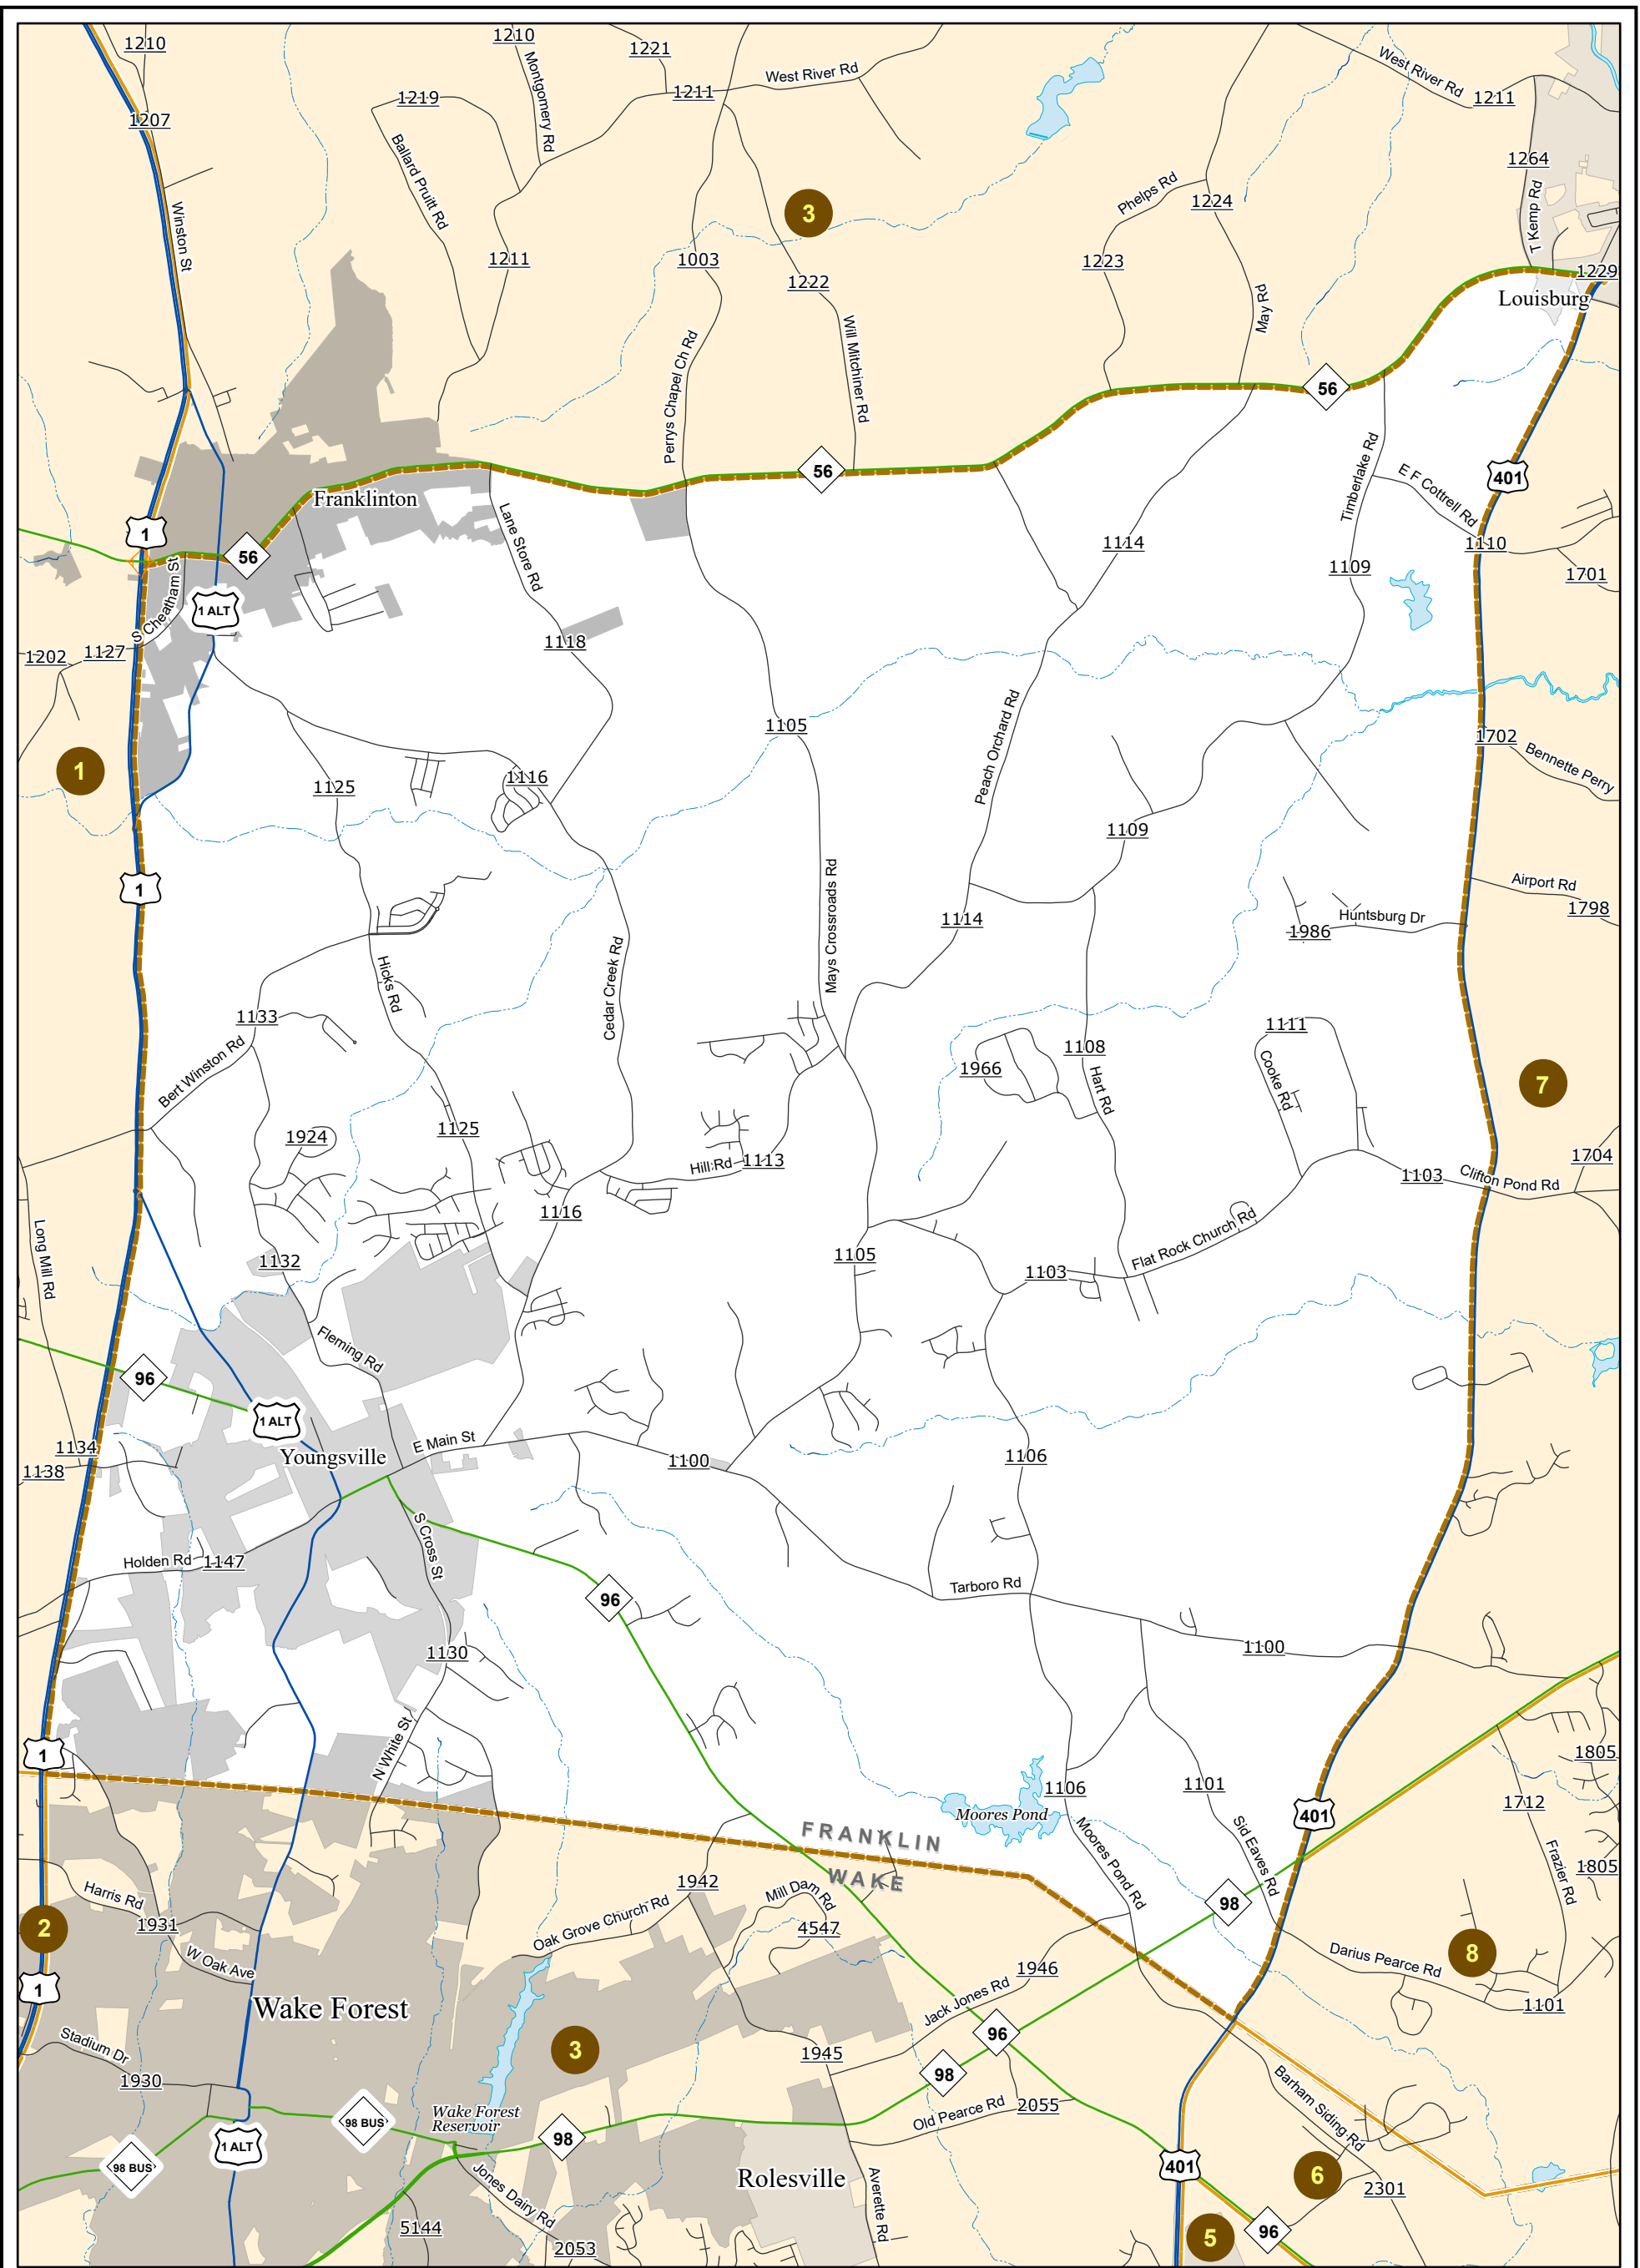 1210
1210
1221
West River Rd
West River Rd
1211
1211
1219
Montgomery Rd
1207
Ballard Pruitt Rd
1264
Phelps Rd
1224
T Kemp Rd
3
Winston St
1211
1003
1222
1223
May Rd
1229
Louisburg
Perrys Chapel Ch Rd
Will Mitchiner Rd
56
56
Timberlake Rd
E F Cottrell Rd
401
Franklinton
Lane Store Rd
1
56
1114
1110
1109
1701
S Cheatham St
1 ALT
1118
1127
1202
1105
Peach Orchard Rd
1702
Bennette Perry
1
1125
1116
1109
1
Mays Crossroads Rd
Airport Rd
1798
1114
Huntsburg Dr
1986
Hicks Rd
Cedar Creek Rd
1133
1111
Bert Winston Rd
1108
1966
Cooke Rd
Hart Rd
7
1924
1125
Hill Rd
1113
1704
1103
Clifton Pond Rd
1116
Long Mill Rd
1132
1105
Flat Rock Church Rd
1103
Fleming Rd
96
1 ALT
Youngsville
E Main St
1134
1138
1100
1106
S Cross St
Holden Rd
1147
96
Tarboro Rd
1130
1100
N White St
1
1805
1106
1101
1712
Moores Pond
401
FRANKLIN
WAKE
Moores Pond Rd
Sid Eaves Rd
Frazier Rd
1805
1942
Mill Dam Rd
Harris Rd
98
2
1931
Oak Grove Church Rd
4547
8
W Oak Ave
Darius Pearce Rd
1946
1
Wake Forest
Jack Jones Rd
1101
96
3
Stadium Dr
1945
1930
98
Barham Siding Rd
98 BUS
Wake Forest
Reservoir
Old Pearce Rd
2055
1 ALT
98
98 BUS
401
6
Rolesville
Jones Dairy Rd
Averette Rd
2301
5144
5
96
2053